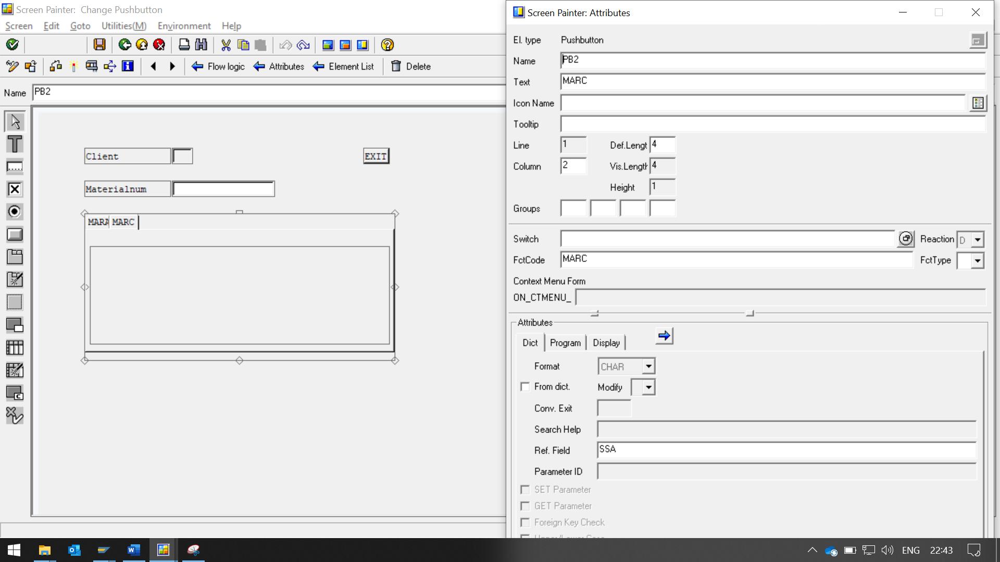 Screen Painter:  Change Pushbutton
Screen Edit Goto Utilities(M) Environment Help
Flow logic Attributes Element List Delete
Name PB2
Client
EXIT
Materialnum
MARA MARC
Screen Painter: Attributes
El. type Pushbutton
Name PB2
Text MARC
Icon Name
Tooltip
Line 1 Def.Lengt 4
Column 2 Vis.Length 4
Height 1
Groups
Switch Reaction D
FctCode MARC FctType
Context Menu Form
ON_CTMENU_
Attributes
Dict Program Display
Format CHAR
From dict. Modify
Conv. Exit
Search Help
Ref. Field SSA
Parameter ID
SET Parameter
GET Parameter
Foreign Key Check
ENG 22:43